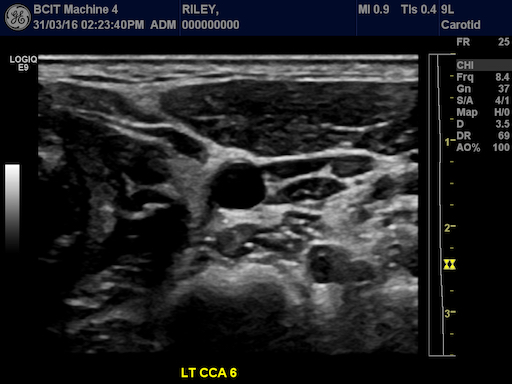 BCIT Machine 4
RILEY,
MI 0.9 TIs 0.4 9L
31/03/16 02:23:40PM ADM
000000000
Carotid
LOGIQ
E9
FR 25
CHI
Frq 8.4
Gn 37
S/A 4/1
Map H/0
D 3.5
DR 69
AO% 100
1
2
3
LT CCA 6